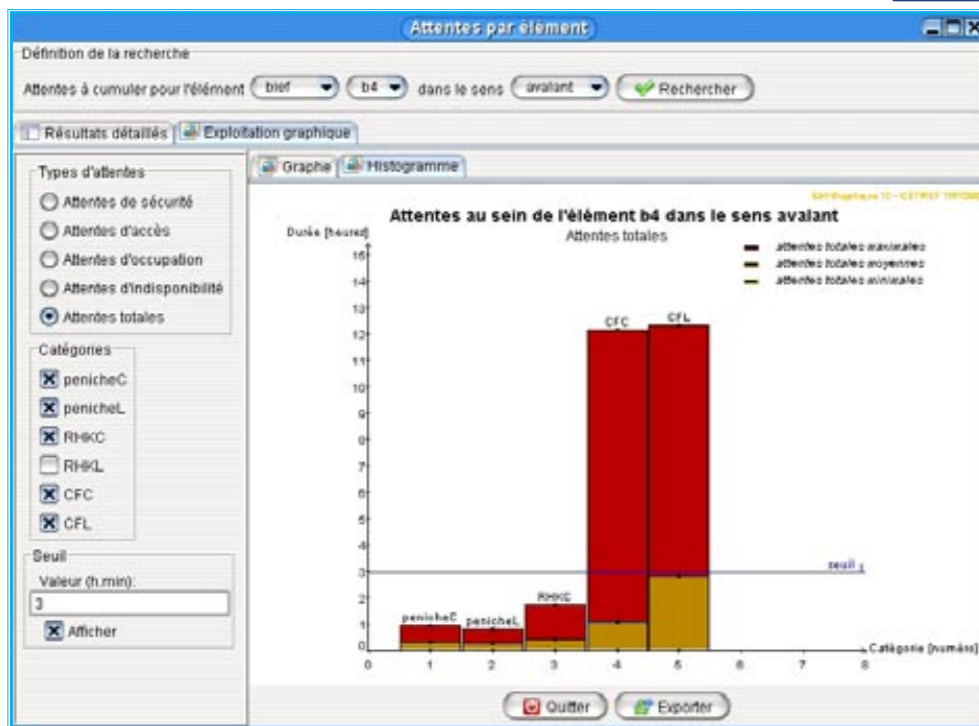 Attentes par élément
Définition de la recherche
Attentes à cumuler pour l'élément bief b4 dans le sens avalant Rechercher
Résultats détaillés Exploitation graphique
Types d'attentes
Attentes de sécurité
Attentes d'accès
Attentes d'occupation
Attentes d'indisponibilité
Attentes totales
Catégories
penicheC
penicheL
RHKC
RHKL
CFC
CFL
Seuil
Valeur (h.min):
3
Afficher
Graphe Histogramme
Attentes au sein de l'élément b4 dans le sens avalant
Attentes totales
Durée [heures]
attentes totales maximales
attentes totales moyennes
attentes totales minimales
15
14
13
12
11
10
9
8
7
6
5
4
3
2
1
0
CFC
CFL
seuil
RHKC
penicheC
penicheL
Catégorie [numéro]
0 1 2 3 4 5 6 7 8
Quitter Exporter